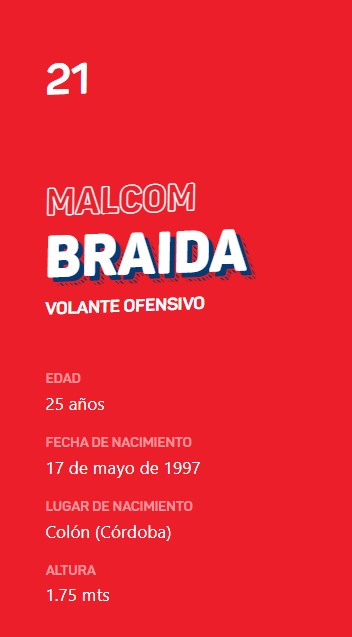 21
MALCOM
BRAIDA
VOLANTE OFENSIVO
EDAD
25 años
FECHA DE NACIMIENTO
17 de mayo de 1997
LUGAR DE NACIMIENTO
Colón (Córdoba)
ALTURA
1.75 mts